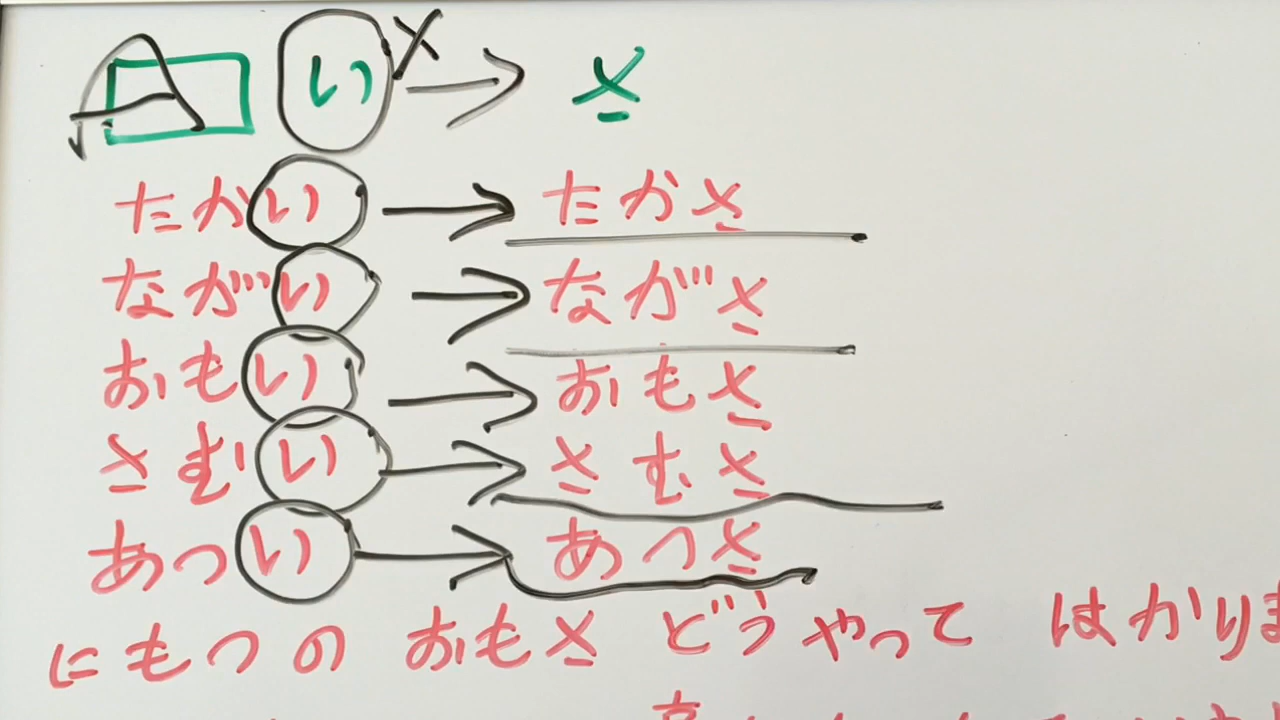 い → さ
たかい → たかさ
ながい → ながさ
おもい → おもさ
さむい → さむさ
あつい → あつさ
にもつの おもさ どうやって はかりま